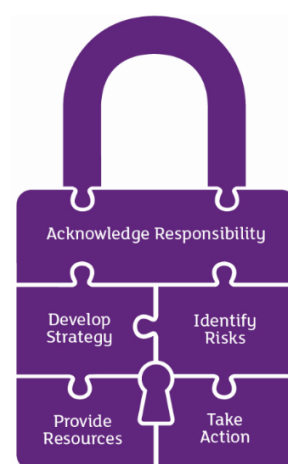 Acknowledge Responsibility
Develop
Strategy
Identify
Risks
Provide
Resources
Take
Action